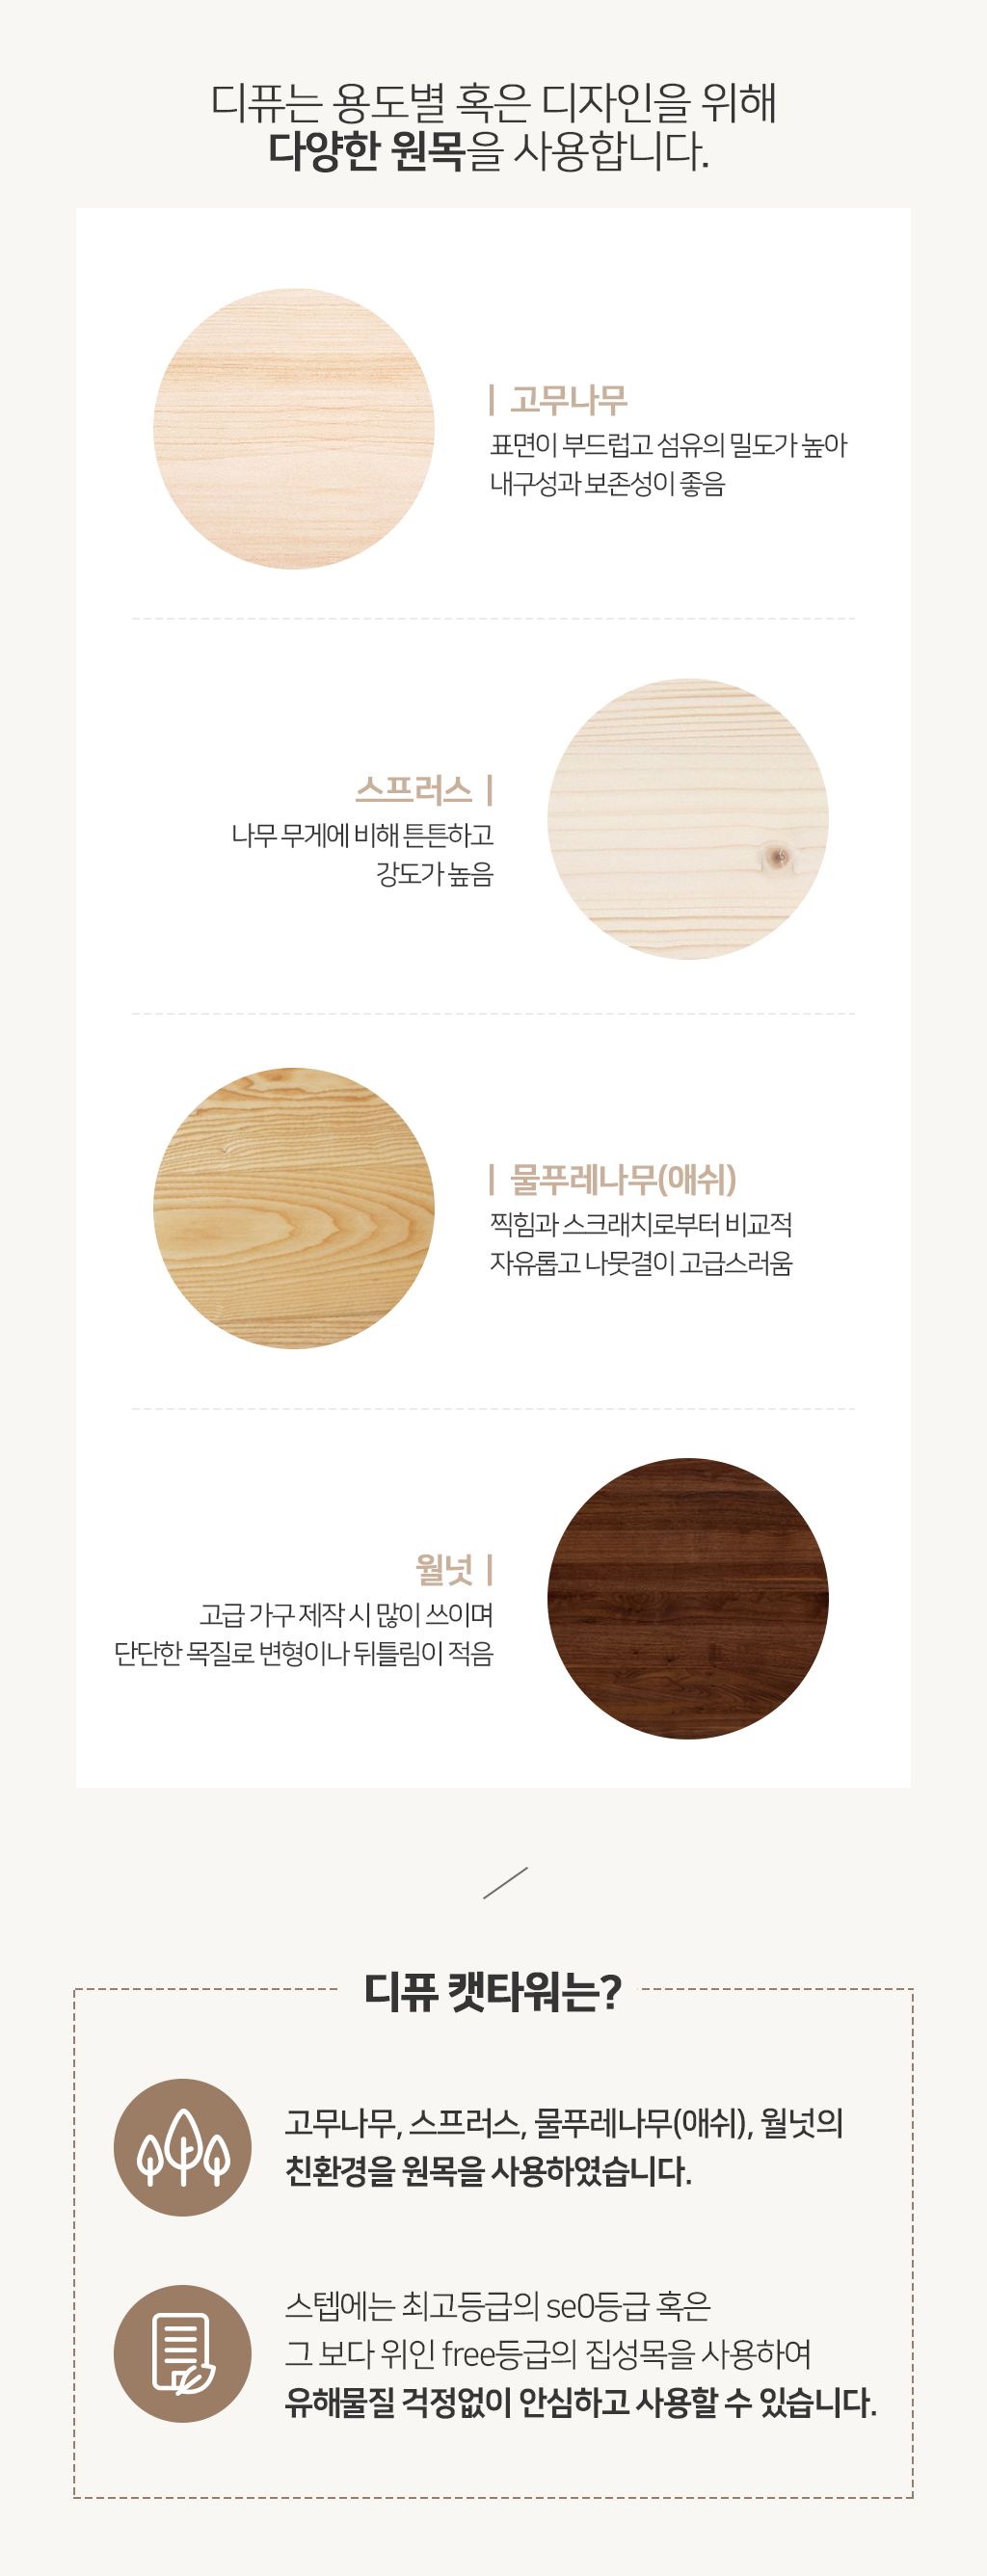 디퓨는 용도별 혹은 디자인을 위해
다양한 원목을 사용합니다.
| 고무나무
표면이 부드럽고 섬유의 밀도가 높아
내구성과 보존성이 좋음
스프러스 |
나무 무게에 비해 튼튼하고
강도가 높음
| 물푸레나무(애쉬)
찍힘과 스크래치로부터 비교적
자유롭고 나뭇결이 고급스러움
월넛 |
고급 가구 제작 시 많이 쓰이며
단단한 목질로 변형이나 뒤틀림이 적음
디퓨 캣타워는?
고무나무, 스프러스, 물푸레나무(애쉬), 월넛의
친환경을 원목을 사용하였습니다.
스텝에는 최고등급의 se0등급 혹은
그 보다 위인 free등급의 집성목을 사용하여
유해물질 걱정없이 안심하고 사용할 수 있습니다.